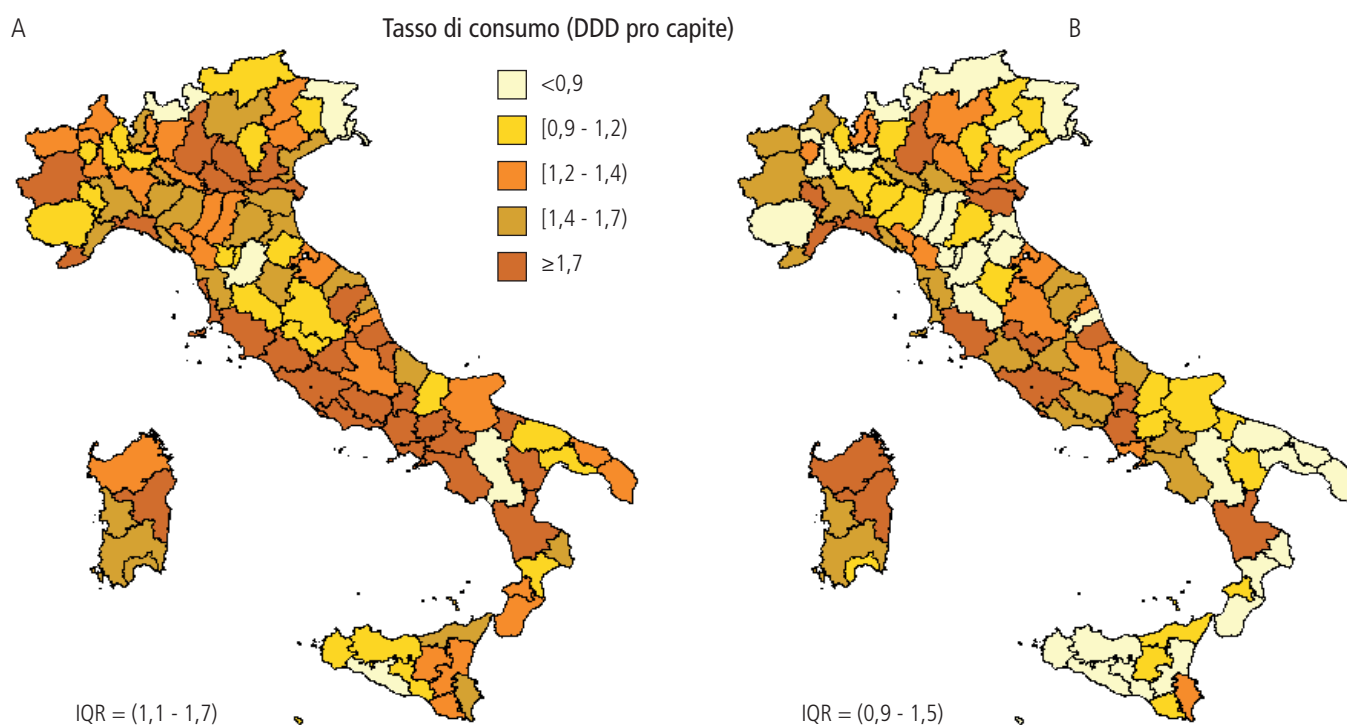 A
Tasso di consumo (DDD pro capite)
B
<0,9
[0,9 - 1,2)
[1,2 - 1,4)
[1,4 - 1,7)
≥1,7
IQR = (1,1 - 1,7)
IQR = (0,9 - 1,5)